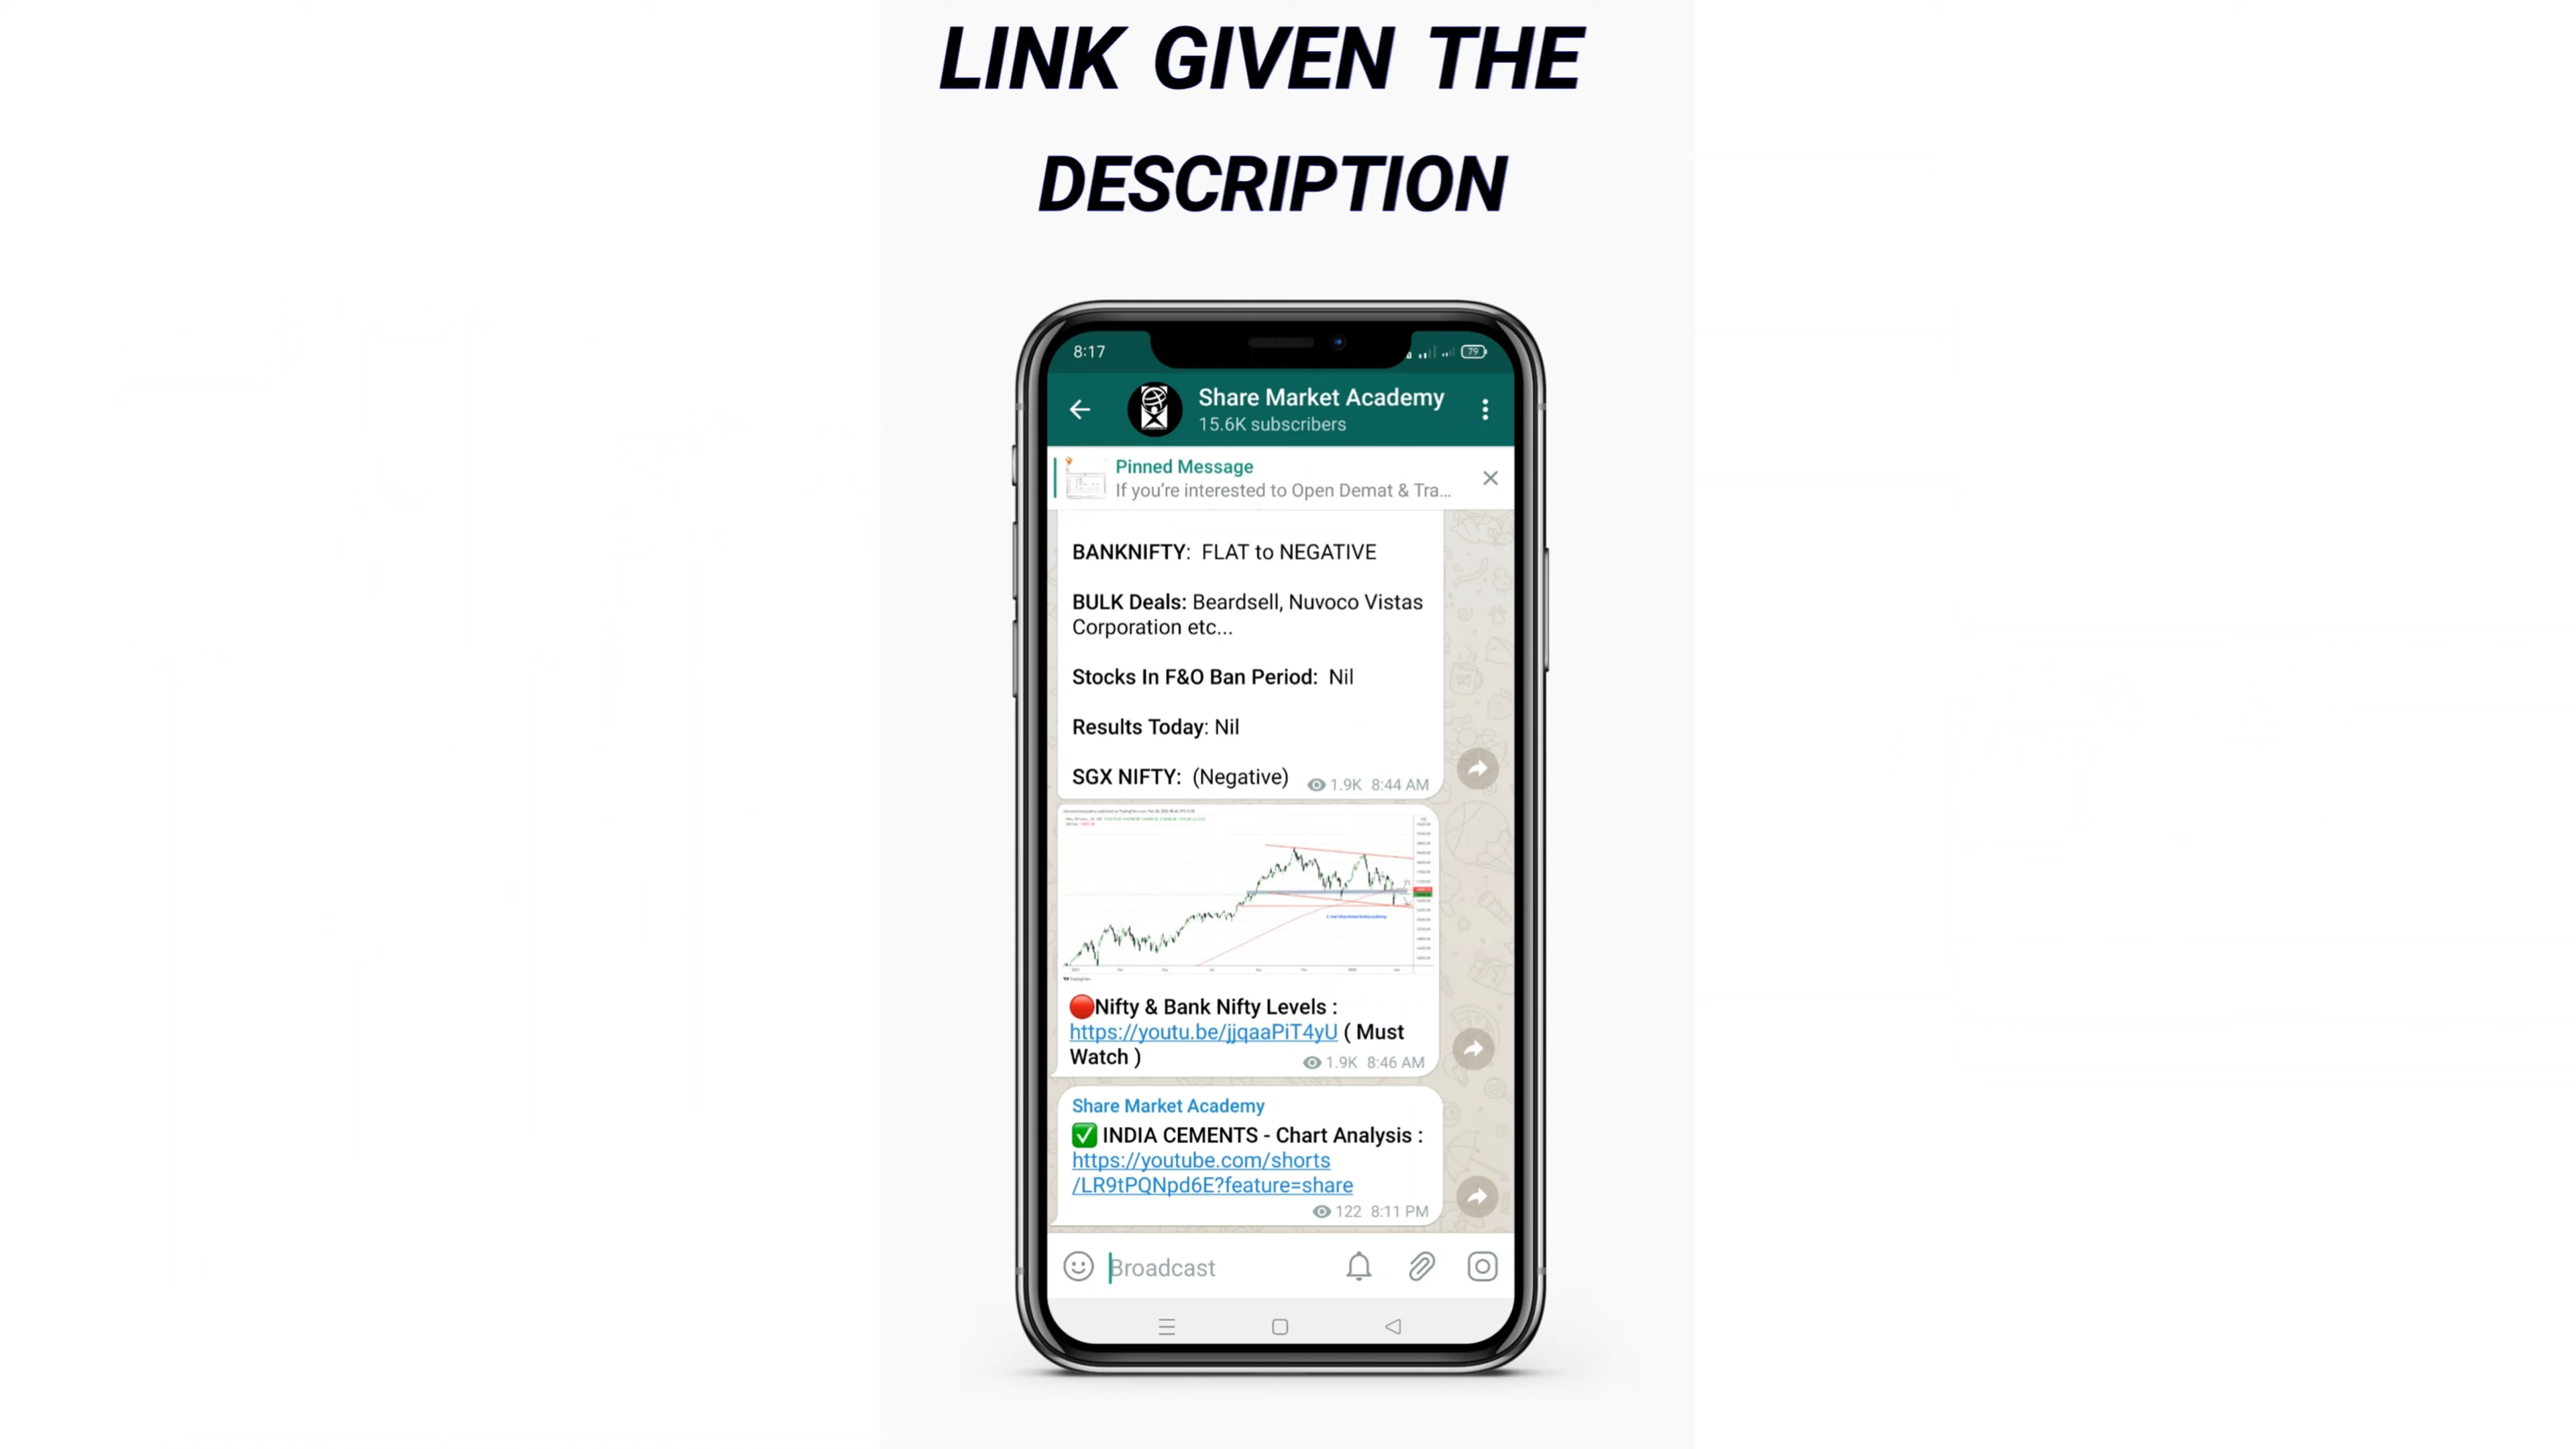 LINK GIVEN THE
DESCRIPTION
8:17
79
Share Market Academy
15.6K subscribers
Pinned Message
If you're interested to Open Demat & Tra...
BANKNIFTY: FLAT to NEGATIVE
BULK Deals: Beardsell, Nuvoco Vistas
Corporation etc...
Stocks In F&O Ban Period: Nil
Results Today: Nil
SGX NIFTY: (Negative)
1.9K 8:44 AM
🔴Nifty & Bank Nifty Levels :
https://youtu.be/jjqaaPiT4yU ( Must
Watch )
1.9K 8:46 AM
Share Market Academy
✅ INDIA CEMENTS - Chart Analysis :
https://youtube.com/shorts
/LR9tPQNpd6E?feature=share
122 8:11 PM
Broadcast